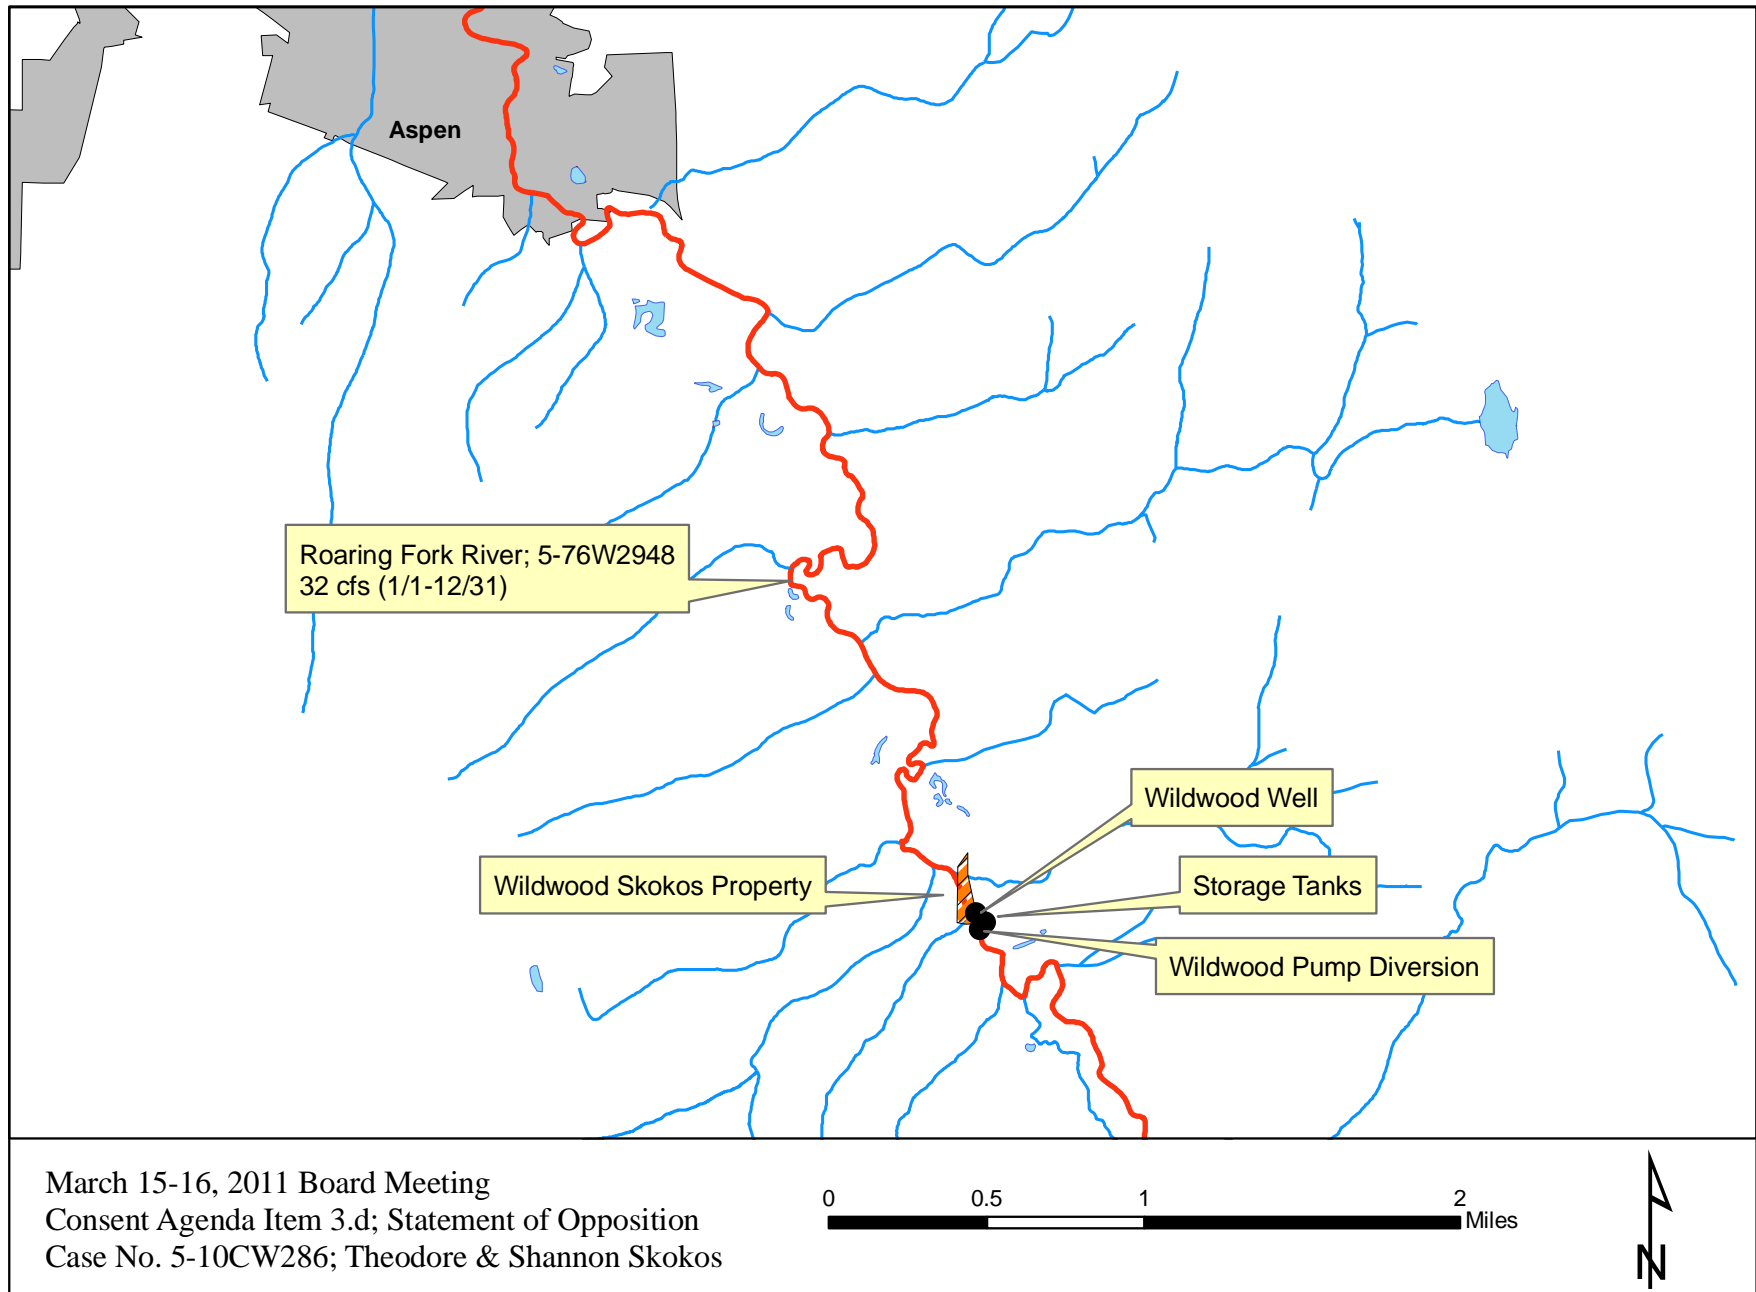 Aspen
Roaring Fork River; 5-76W2948
32 cfs (1/1-12/31)
Wildwood Well
Wildwood Skokos Property
Storage Tanks
Wildwood Pump Diversion
March 15-16, 2011 Board Meeting
Consent Agenda Item 3.d; Statement of Opposition
Case No. 5-10CW286; Theodore & Shannon Skokos
0 0.5 1 2
Miles
N